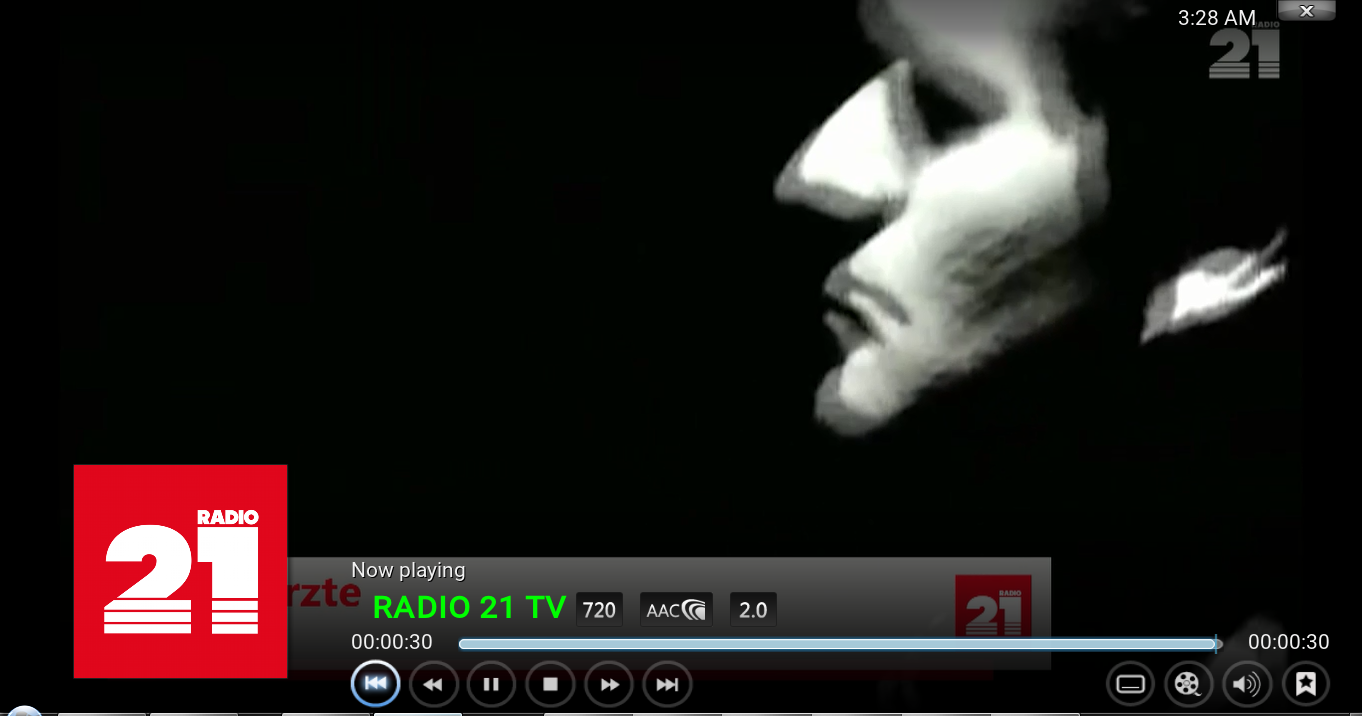 3:28 AM
RADIO
21
RADIO
21
Now playing
rzte
RADIO 21 TV 720 AAC 2.0
RADIO
21
00:00:30 00:00:30